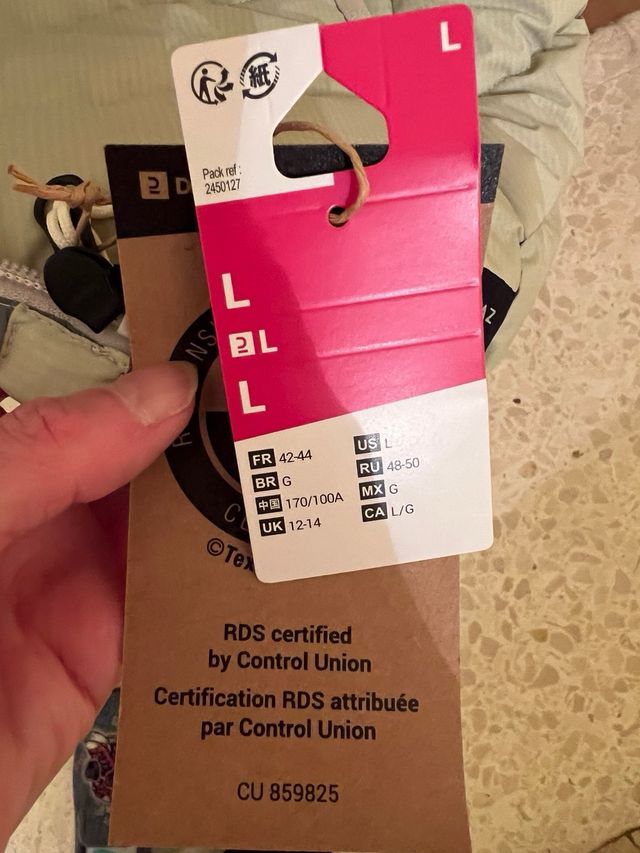 L
紙
Pack ref :
2450127
L
L
L
FR 42-44
BR G
中国 170/100A
UK 12-14
US L
RU 48-50
MX G
CA L/G
RDS certified
by Control Union
Certification RDS attribuée
par Control Union
CU 859825